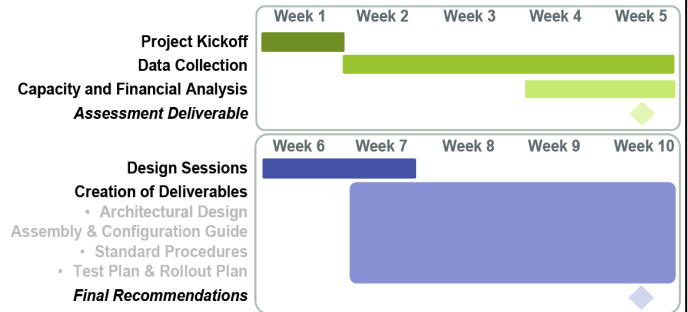 Week 1 Week 2 Week 3 Week 4 Week 5
Project Kickoff
Data Collection
Capacity and Financial Analysis
Assessment Deliverable
Week 6 Week 7 Week 8 Week 9 Week 10
Design Sessions
Creation of Deliverables
• Architectural Design
Assembly & Configuration Guide
• Standard Procedures
• Test Plan & Rollout Plan
Final Recommendations